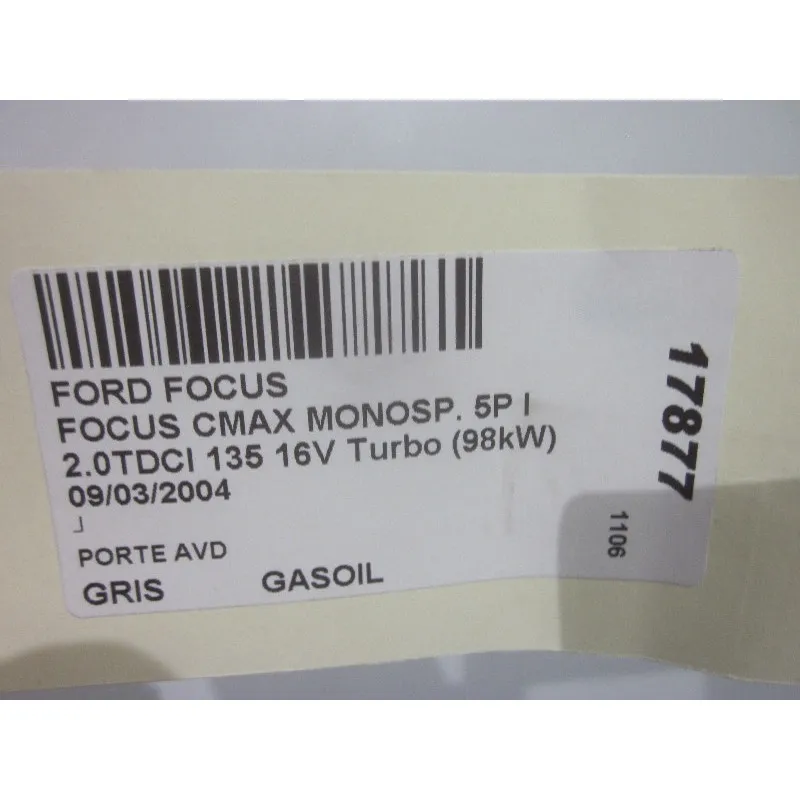 FORD FOCUS
FOCUS CMAX MONOSP. 5P I
2.0TDCI 135 16V Turbo (98kW)
09/03/2004
PORTE AVD
GRIS GASOIL
17877
1106